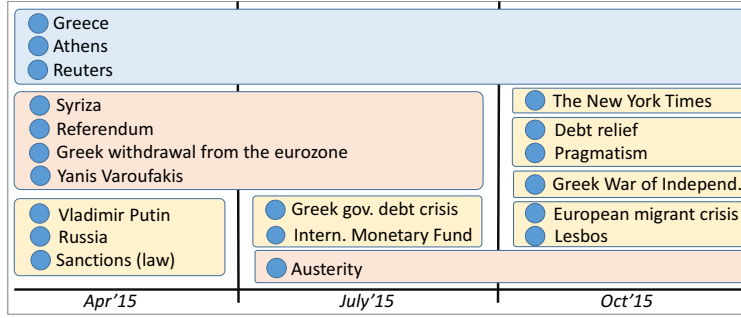 Greece
Athens
Reuters
Syriza
Referendum
Greek withdrawal from the eurozone
Yanis Varoufakis
Vladimir Putin
Russia
Sanctions (law)
Greek gov. debt crisis
Intern. Monetary Fund
Austerity
The New York Times
Debt relief
Pragmatism
Greek War of Independ.
European migrant crisis
Lesbos
Apr'15
July'15
Oct'15